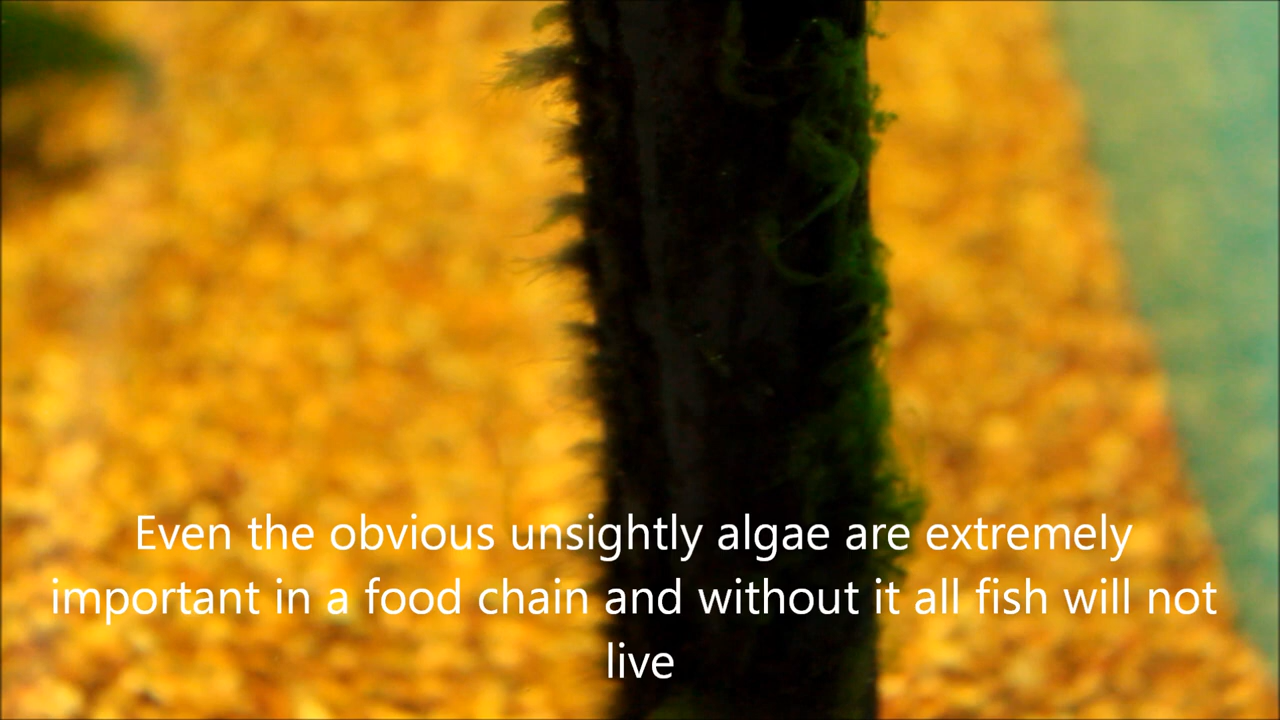 Even the obvious unsightly algae are extremely
important in a food chain and without it all fish will not
live